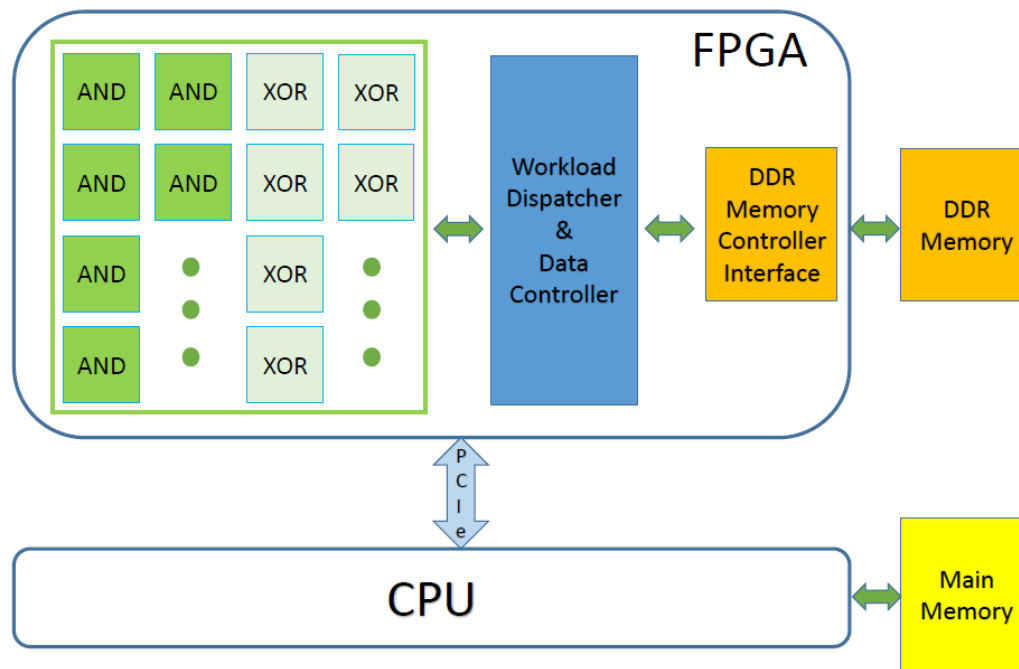 FPGA
AND
AND
XOR
XOR
AND
AND
XOR
XOR
AND
XOR
AND
XOR
Workload
Dispatcher
&
Data
Controller
DDR
Memory
Controller
Interface
DDR
Memory
P
C
I
e
CPU
Main
Memory